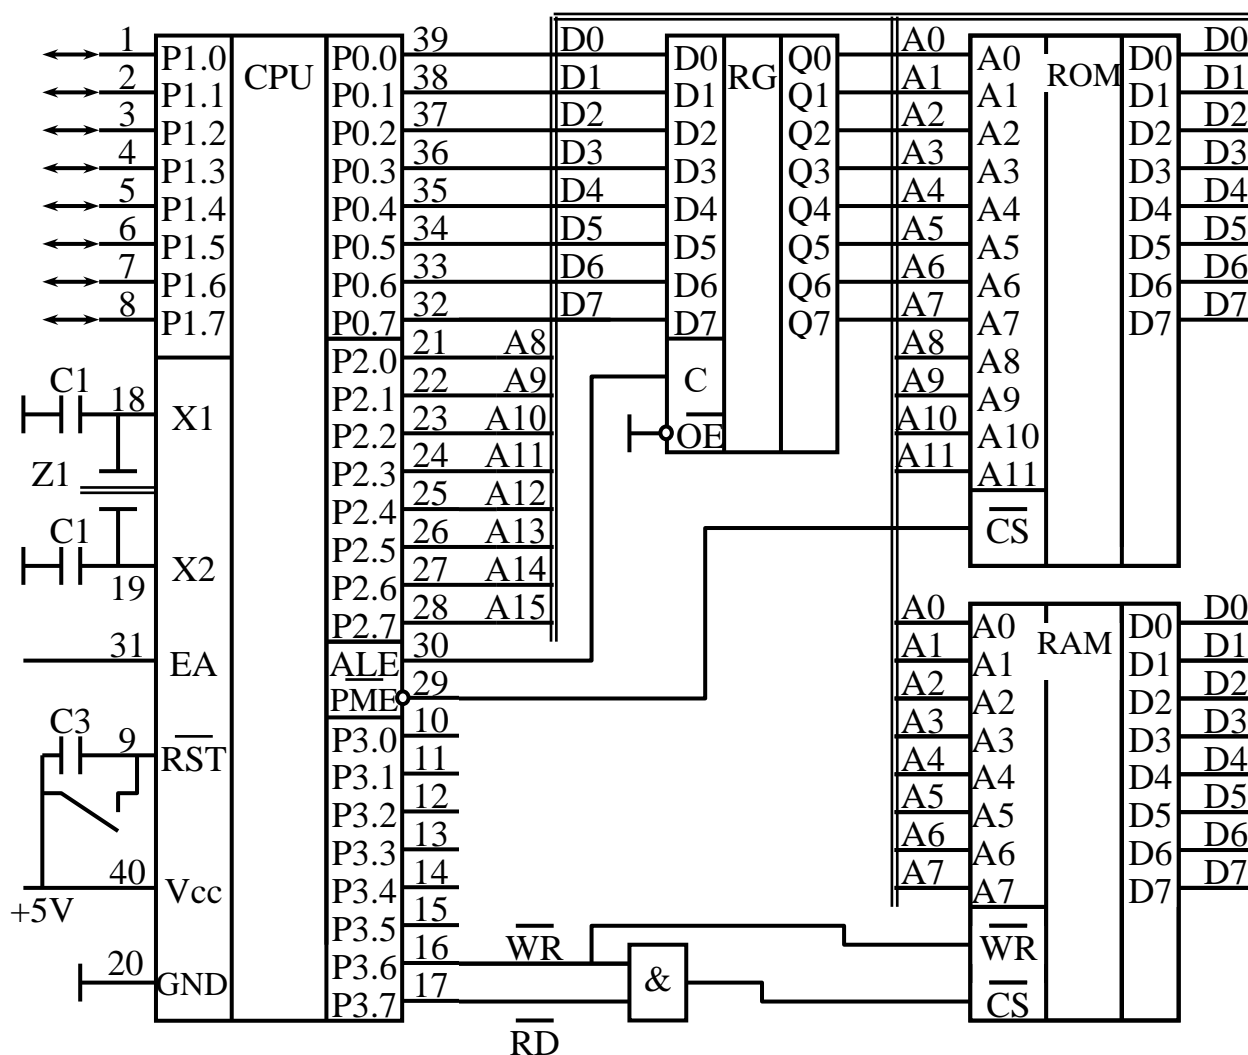 1 39 D0 A0 D0
P1.0 CPU P0.0 D0 RG Q0 A0 ROM D0
2 38 D1 A1 D1
P1.1 P0.1 D1 Q1 A1 D1
3 37 D2 A2 D2
P1.2 P0.2 D2 Q2 A2 D2
4 36 D3 A3 D3
P1.3 P0.3 D3 Q3 A3 D3
5 35 D4 A4 D4
P1.4 P0.4 D4 Q4 A4 D4
6 34 D5 A5 D5
P1.5 P0.5 D5 Q5 A5 D5
7 33 D6 A6 D6
P1.6 P0.6 D6 Q6 A6 D6
8 32 D7 A7 D7
P1.7 P0.7 D7 Q7 A7 D7
21 A8 A8
P2.0 A8
C1 18 22 A9 C A9
X1 P2.1 A9
23 A10 A10
P2.2 OE A10
Z1 24 A11 A11
P2.3 A11
25 A12
P2.4 CS
C1 26 A13
P2.5
X2 27 A14
19 P2.6
28 A15 A0 D0
P2.7 A0 RAM D0
31 30 A1 D1
EA ALE A1 D1
29 A2 D2
PME A2 D2
C3 9 10 A3 D3
RST P3.0 A3 D3
11 A4 D4
P3.1 A4 D4
12 A5 D5
P3.2 A5 D5
13 A6 D6
P3.3 A6 D6
40 14 A7 D7
Vcc P3.4 A7 D7
+5V 15
P3.5
16 WR WR
20 P3.6
GND 17 & CS
P3.7
RD